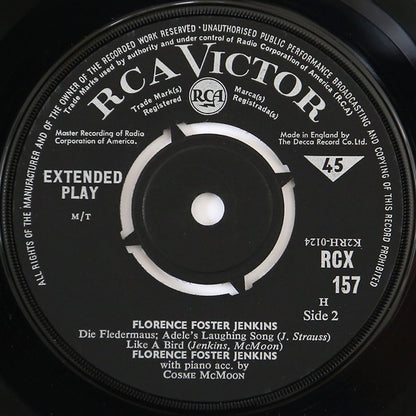 ALL RIGHTS OF THE MANUFACTURER AND OF THE OWNER OF THE RECORDED WORK RESERVED · UNAUTHORISED PUBLIC PERFORMANCE BROADCASTING AND COPYING OF THIS RECORD PROHIBITED
Trade Marks used by authority and under control of Radio Corporation of America (R.C.A.)
RCA VICTOR
Trade Mark(s)
Registered
RCA
Marca(s)
Registrada(s)
Master Recording of Radio
Corporation of America.
Made in England by
The Decca Record Co. Ltd
EXTENDED
PLAY
M/T
45
K2RH-0124
RCX
157
H
Side 2
FLORENCE FOSTER JENKINS
Die Fledermaus; Adele's Laughing Song (J. Strauss)
Like A Bird (Jenkins, McMoon)
FLORENCE FOSTER JENKINS
with piano acc. by
COSME MCMOON